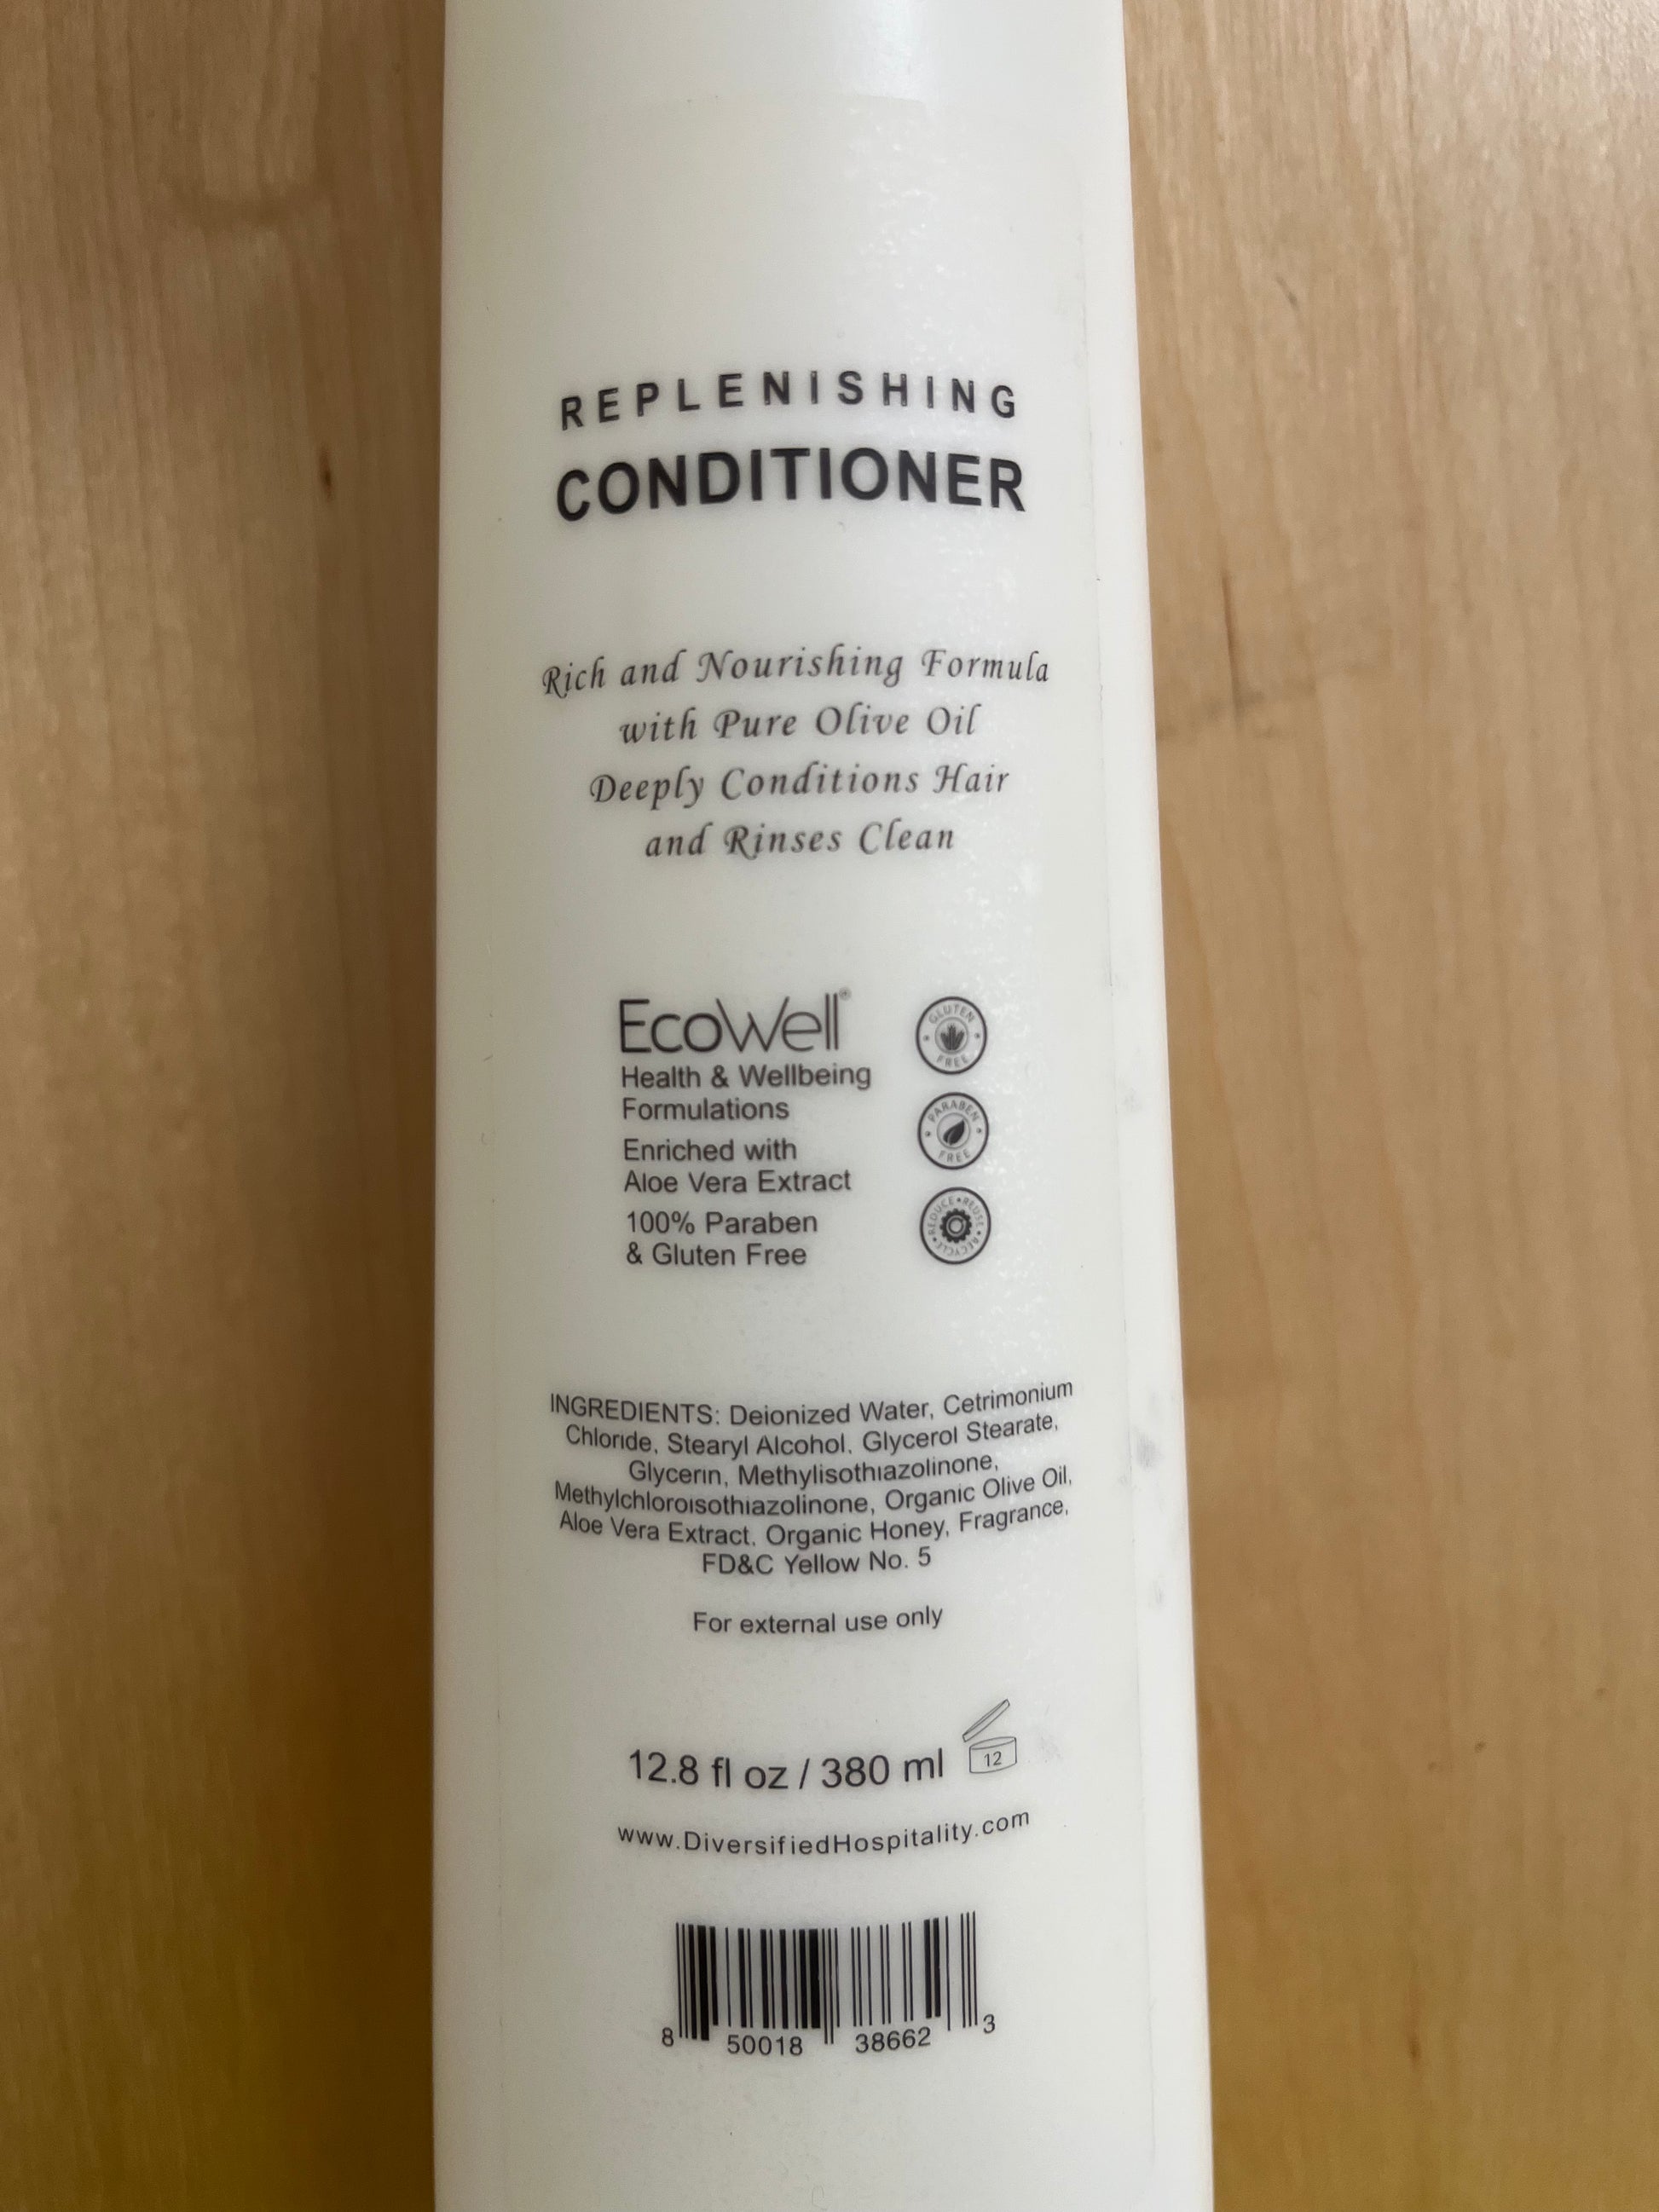 REPLENISHING
CONDITIONER
Rich and Nourishing Formula
with Pure Olive Oil
Deeply Conditions Hair
and Rinses Clean
EcoWell®
Health & Wellbeing
Formulations
Enriched with
Aloe Vera Extract
100% Paraben
& Gluten Free
GLUTEN FREE
PARABEN FREE
REDUCE • REUSE • RECYCLE •
INGREDIENTS: Deionized Water, Cetrimonium
Chloride, Stearyl Alcohol, Glycerol Stearate,
Glycerin, Methylisothiazolinone,
Methylchloroisothiazolinone, Organic Olive Oil,
Aloe Vera Extract, Organic Honey, Fragrance,
FD&C Yellow No. 5
For external use only
12.8 fl oz / 380 ml
12
www.DiversifiedHospitality.com
8 50018 38662 3